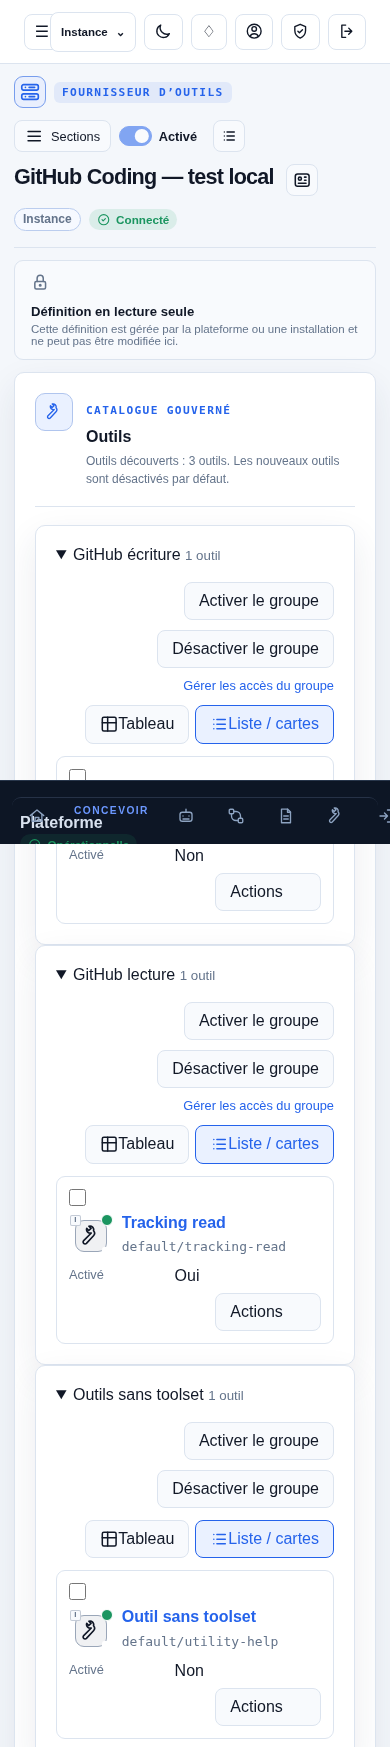 Instance
FOURNISSEUR D’OUTILS
Sections
Activé
GitHub Coding — test local
Instance
Connecté
Définition en lecture seule
Cette définition est gérée par la plateforme ou une installation et
ne peut pas être modifiée ici.
CATALOGUE GOUVERNÉ
Outils
Outils découverts : 3 outils. Les nouveaux outils
sont désactivés par défaut.
GitHub écriture 1 outil
Activer le groupe
Désactiver le groupe
Gérer les accès du groupe
Tableau
Liste / cartes
CONCEVOIR
Plateforme
Opérationnelle
Activé
Non
Actions
GitHub lecture 1 outil
Activer le groupe
Désactiver le groupe
Gérer les accès du groupe
Tableau
Liste / cartes
Tracking read
default/tracking-read
Activé
Oui
Actions
Outils sans toolset 1 outil
Activer le groupe
Désactiver le groupe
Tableau
Liste / cartes
Outil sans toolset
default/utility-help
Activé
Non
Actions